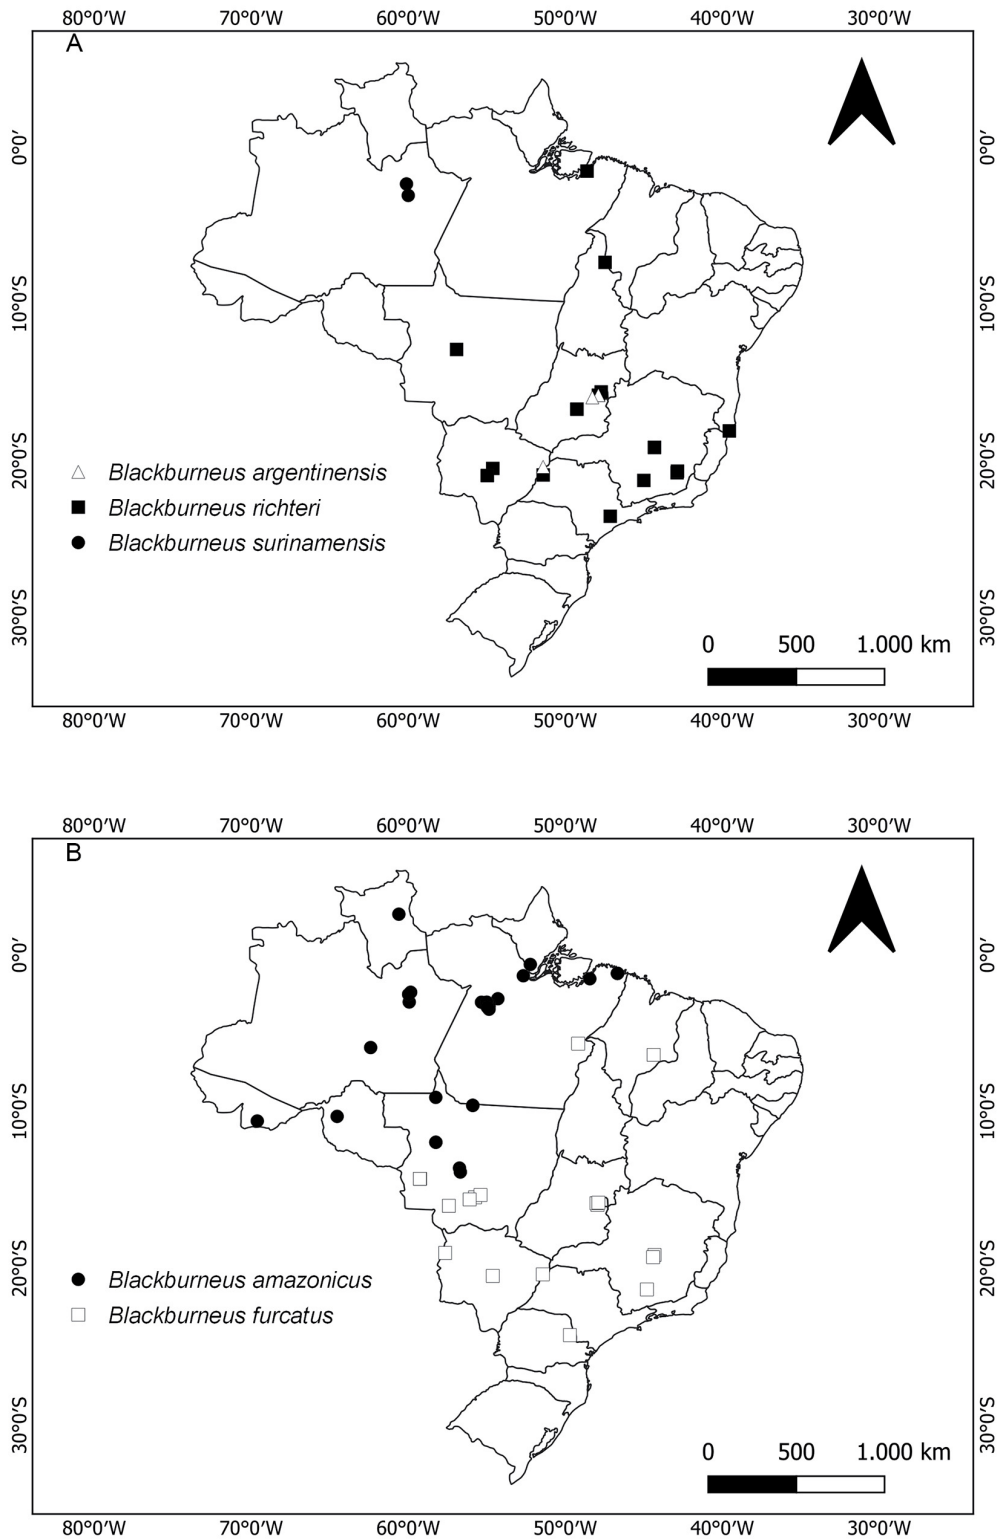 80°0'W 70°0'W 60°0'W 50°0'W 40°0'W 30°0'W
A
0°0' 0°0'
10°0'S 10°0'S
20°0'S 20°0'S
Blackburneus argentinensis
Blackburneus richteri
Blackburneus surinamensis
30°0'S 30°0'S
0 500 1.000 km
80°0'W 70°0'W 60°0'W 50°0'W 40°0'W 30°0'W
80°0'W 70°0'W 60°0'W 50°0'W 40°0'W 30°0'W
B
0°0' 0°0'
10°0'S 10°0'S
20°0'S 20°0'S
Blackburneus amazonicus
Blackburneus furcatus
30°0'S 30°0'S
0 500 1.000 km
80°0'W 70°0'W 60°0'W 50°0'W 40°0'W 30°0'W